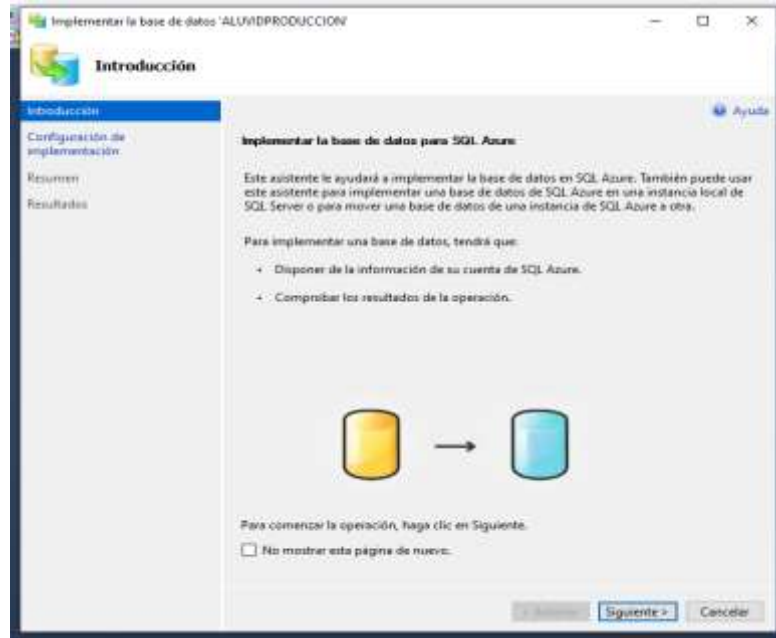 Implementar la base de datos 'ALUVIDPRODUCCION'
Introducción
Introducción
Ayuda
Configuración de
implementación
Resumen
Resultados
Implementar la base de datos para SQL Azure
Este asistente le ayudará a implementar la base de datos en SQL Azure. También puede usar
este asistente para implementar una base de datos de SQL Azure en una instancia local de
SQL Server o para mover una base de datos de una instancia de SQL Azure a otra.
Para implementar una base de datos, tendrá que:
• Disponer de la información de su cuenta de SQL Azure.
• Comprobar los resultados de la operación.
Para comenzar la operación, haga clic en Siguiente.
No mostrar esta página de nuevo.
Siguiente >
Cancelar